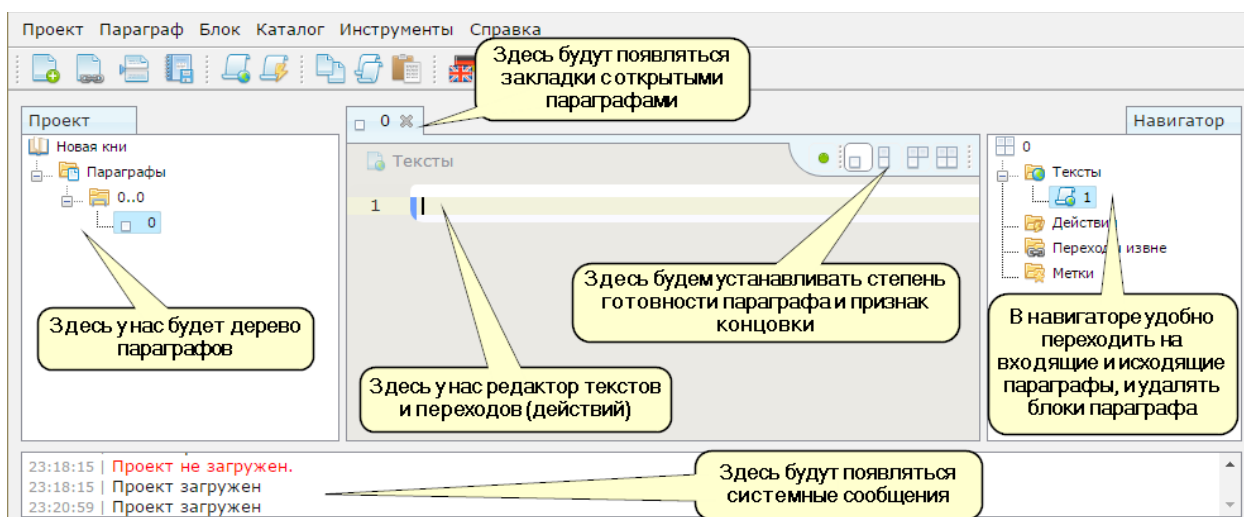 Проект Параграф Блок Каталог Инструменты Справка
Здесь будут появляться
закладки с открытыми
параграфами
Проект
0
Навигатор
Новая кни
Параграфы
0..0
0
Тексты
1
0
Тексты
1
Действи
Переход извне
Метки
Здесь у нас будет дерево
параграфов
Здесь будем устанавливать степень
готовности параграфа и признак
концовки
Здесь у нас редактор текстов
и переходов (действий)
В навигаторе удобно
переходить на
входящие и исходящие
параграфы, и удалять
блоки параграфа
23:18:15 | Проект не загружен.
23:18:15 | Проект загружен
23:20:59 | Проект загружен
Здесь будут появляться
системные сообщения